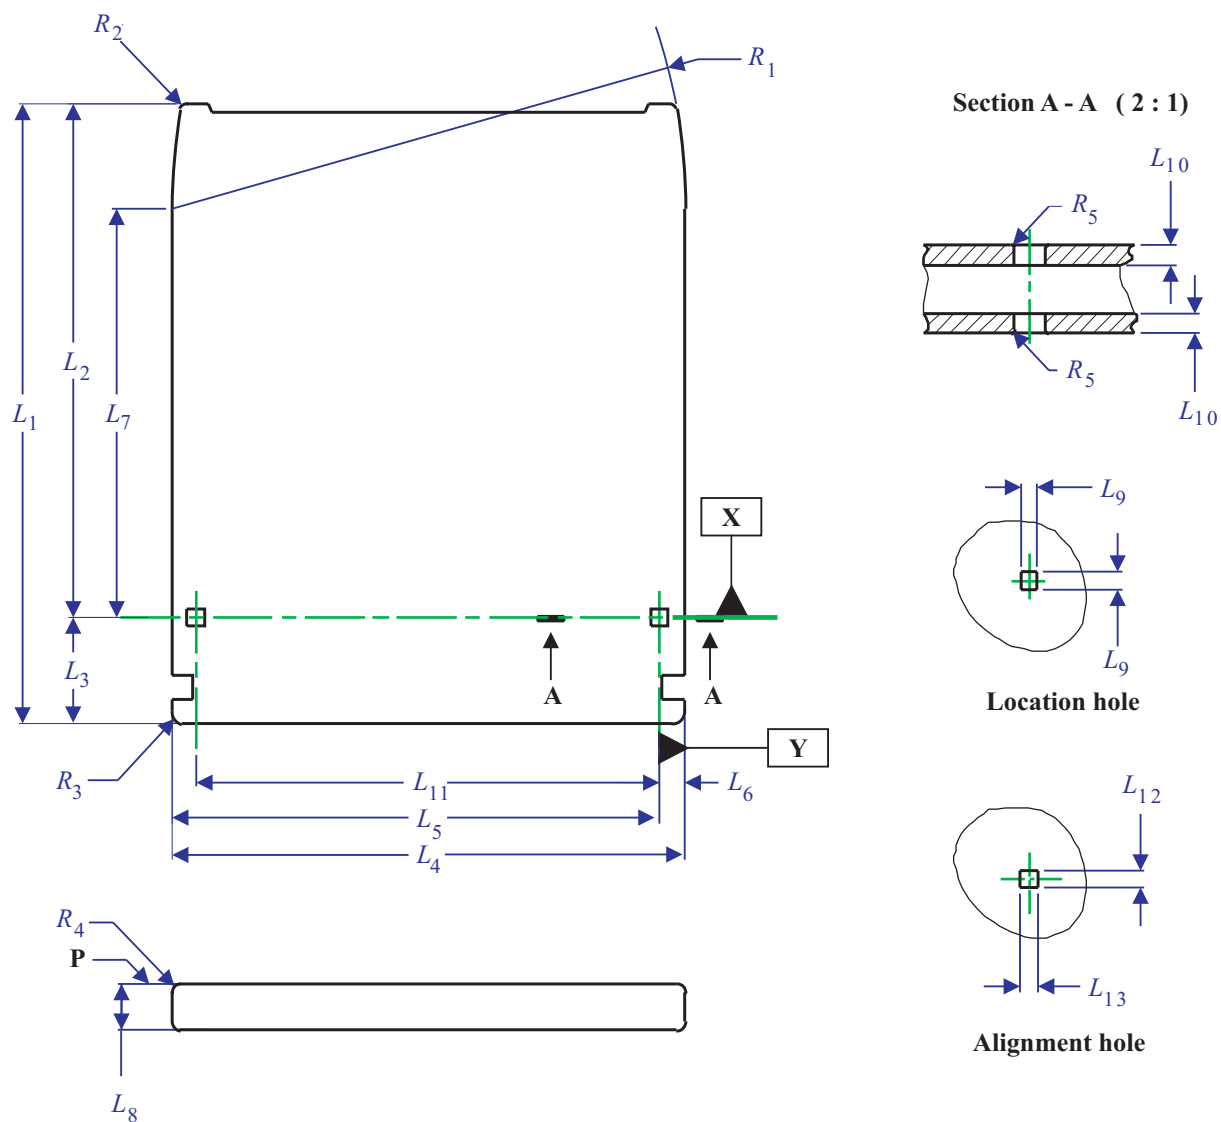 R2
R1
Section A - A ( 2 : 1)
L10
R5
L2
L1
L7
R5
L10
L9
X
L3
A
A
L9
Location hole
Y
R3
L11
L6
L5
L4
L12
R4
P
L13
Alignment hole
L8